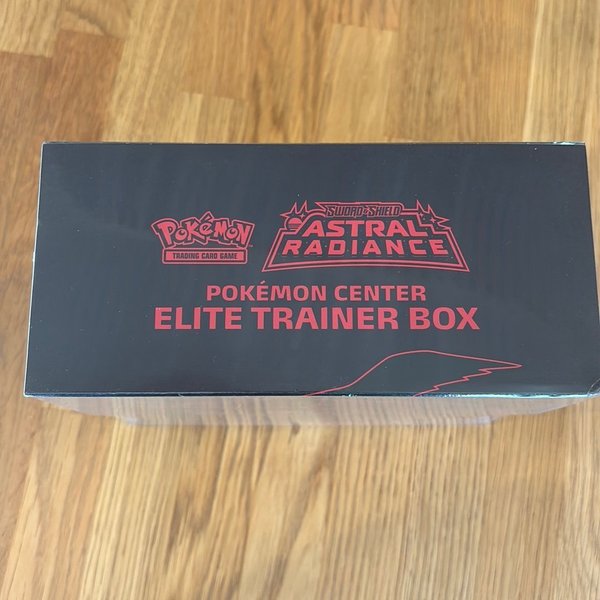 Pokémon
TRADING CARD GAME
SWORD & SHIELD
ASTRAL
RADIANCE
POKÉMON CENTER
ELITE TRAINER BOX